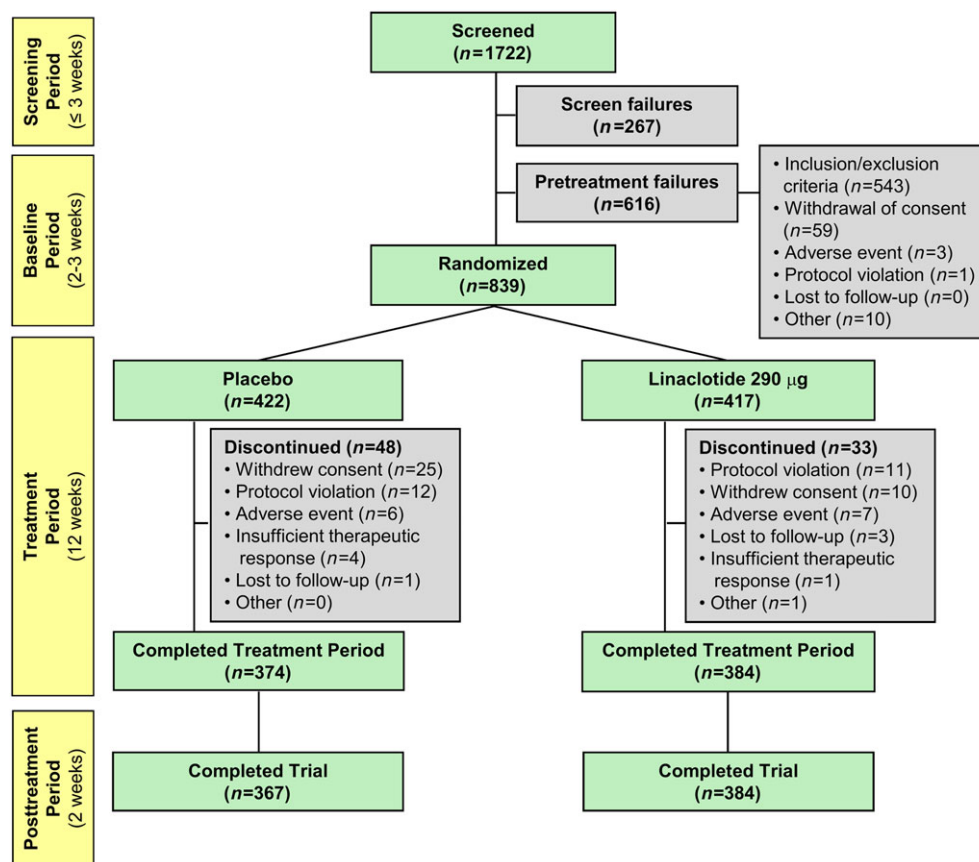 Screening
Period
(≤ 3 weeks)
Screened
(n=1722)
Screen failures
(n=267)
Baseline
Period
(2-3 weeks)
Pretreatment failures
(n=616)
• Inclusion/exclusion
criteria (n=543)
• Withdrawal of consent
(n=59)
• Adverse event (n=3)
• Protocol violation (n=1)
• Lost to follow-up (n=0)
• Other (n=10)
Randomized
(n=839)
Treatment
Period
(12 weeks)
Placebo
(n=422)
Discontinued (n=48)
• Withdrew consent (n=25)
• Protocol violation (n=12)
• Adverse event (n=6)
• Insufficient therapeutic
response (n=4)
• Lost to follow-up (n=1)
• Other (n=0)
Completed Treatment Period
(n=374)
Linaclotide 290 µg
(n=417)
Discontinued (n=33)
• Protocol violation (n=11)
• Withdrew consent (n=10)
• Adverse event (n=7)
• Lost to follow-up (n=3)
• Insufficient therapeutic
response (n=1)
• Other (n=1)
Completed Treatment Period
(n=384)
Posttreatment
Period
(2 weeks)
Completed Trial
(n=367)
Completed Trial
(n=384)